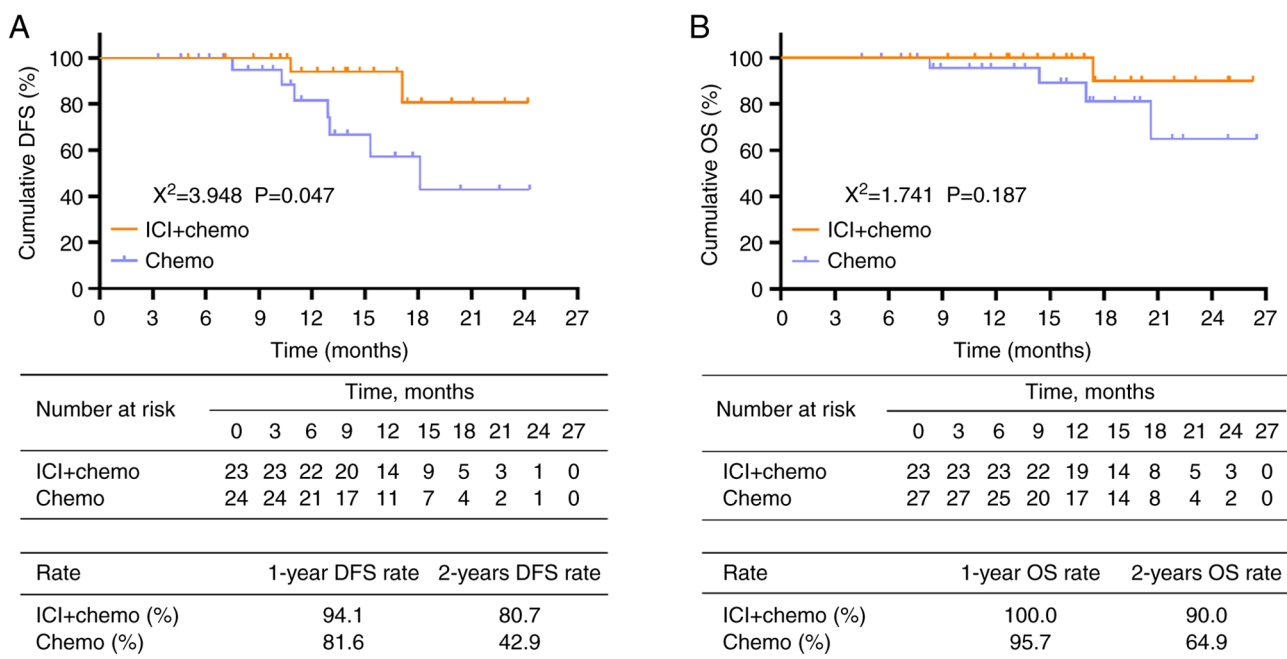 A
Cumulative DFS (%)
100
80
60
40
20
0
X2=3.948 P=0.047
ICI+chemo
Chemo
0 3 6 9 12 15 18 21 24 27
Time (months)
Number at risk
Time, months
0 3 6 9 12 15 18 21 24 27
ICI+chemo 23 23 22 20 14 9 5 3 1 0
Chemo 24 24 21 17 11 7 4 2 1 0
Rate 1-year DFS rate 2-years DFS rate
ICI+chemo (%) 94.1 80.7
Chemo (%) 81.6 42.9
B
Cumulative OS (%)
100
80
60
40
20
0
X2=1.741 P=0.187
ICI+chemo
Chemo
0 3 6 9 12 15 18 21 24 27
Time (months)
Number at risk
Time, months
0 3 6 9 12 15 18 21 24 27
ICI+chemo 23 23 23 22 19 14 8 5 3 0
Chemo 27 27 25 20 17 14 8 4 2 0
Rate 1-year OS rate 2-years OS rate
ICI+chemo (%) 100.0 90.0
Chemo (%) 95.7 64.9